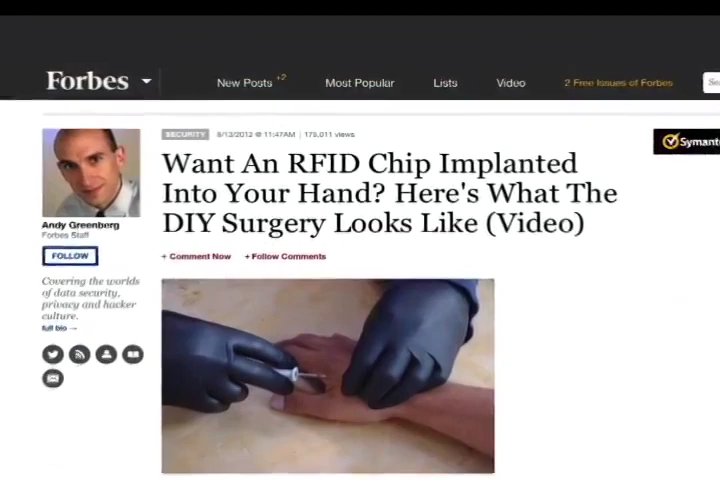 Forbes
New Posts +2
Most Popular
Lists
Video
2 Free Issues of Forbes
SECURITY 8/13/2012 @ 11:47AM | 175,011 views
Want An RFID Chip Implanted
Into Your Hand? Here's What The
DIY Surgery Looks Like (Video)
+ Comment Now + Follow Comments
Andy Greenberg
Forbes Staff
FOLLOW
Covering the worlds
of data security,
privacy and hacker
culture.
full bio →